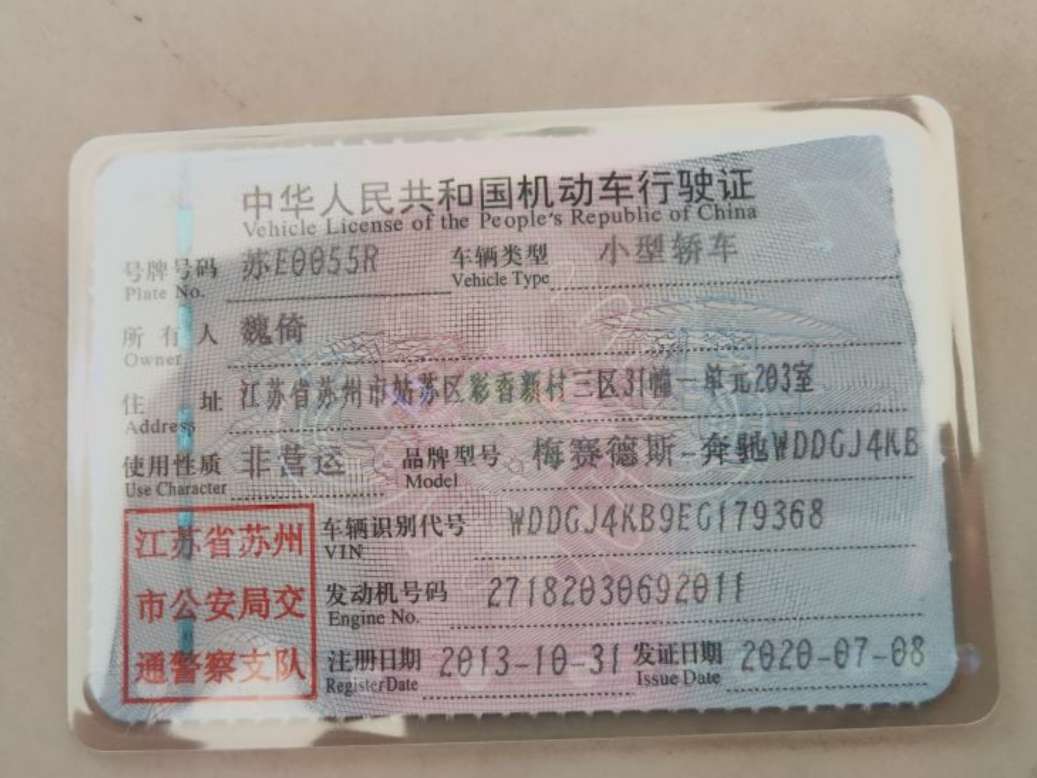 中华人民共和国机动车行驶证
Vehicle License of the People's Republic of China
号牌号码 苏E0055R 车辆类型 小型轿车
Plate No. Vehicle Type
所有人 魏倚
Owner
住址 江苏省苏州市姑苏区彩香新村三区31幢一单元203室
Address
使用性质 非营运 品牌型号 梅赛德斯-奔驰WDDGJ4KB
Use Character Model
江苏省苏州 车辆识别代号 WDDGJ4KB9EG179368
VIN
市公安局交 发动机号码 27182030692011
Engine No.
通警察支队 注册日期 2013-10-31 发证日期 2020-07-08
Register Date Issue Date